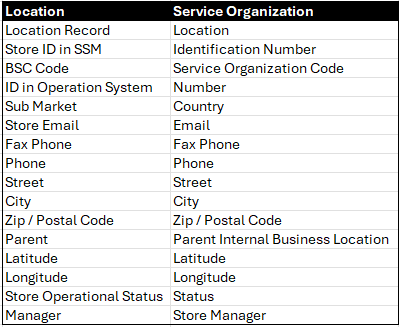 Location Service Organization
Location Record Location
Store ID in SSM Identification Number
BSC Code Service Organization Code
ID in Operation System Number
Sub Market Country
Store Email Email
Fax Phone Fax Phone
Phone Phone
Street Street
City City
Zip / Postal Code Zip / Postal Code
Parent Parent Internal Business Location
Latitude Latitude
Longitude Longitude
Store Operational Status Status
Manager Store Manager